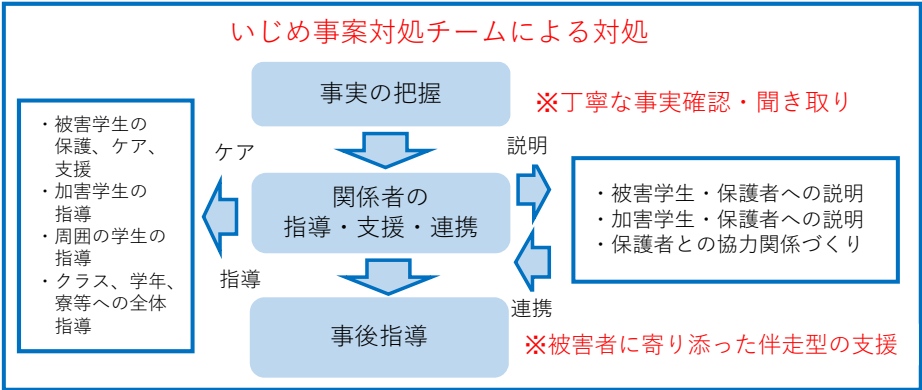 いじめ事案対処チームによる対処
事実の把握
※丁寧な事実確認・聞き取り
・被害学生の
保護、ケア、
支援
・加害学生の
指導
・周囲の学生の
指導
・クラス、学年、
寮等への全体
指導
ケア
指導
関係者の
指導・支援・連携
説明
連携
・被害学生・保護者への説明
・加害学生・保護者への説明
・保護者との協力関係づくり
事後指導
※被害者に寄り添った伴走型の支援